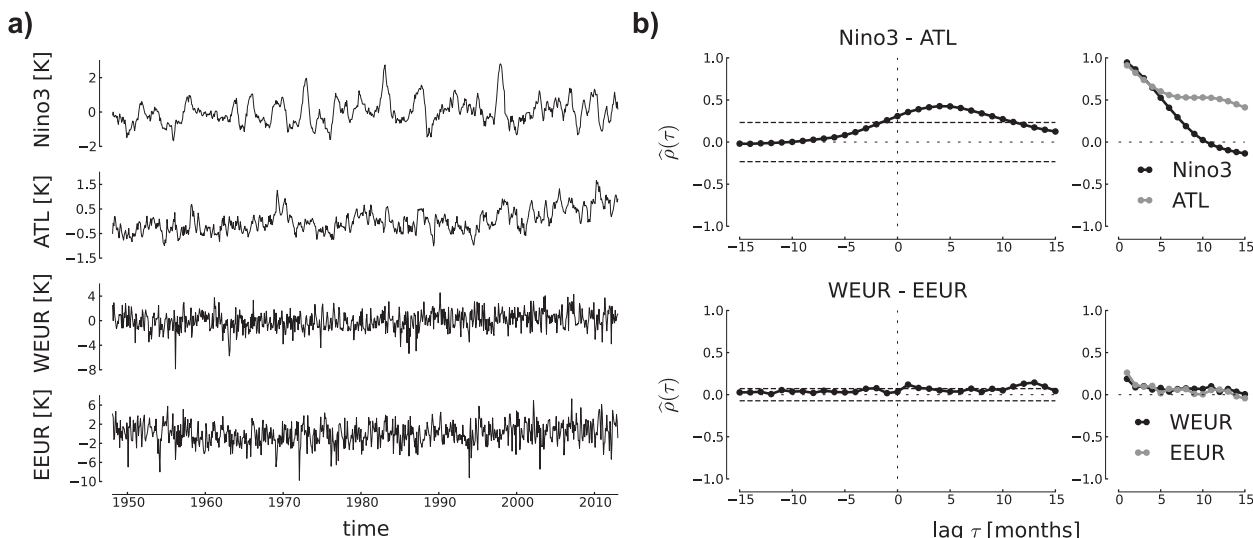 a)
Nino3 [K]
2
0
−2
ATL [K]
1.5
0.5
−0.5
−1.5
WEUR [K]
4
0
−4
−8
EEUR [K]
6
2
−2
−6
−10
1950 1960 1970 1980 1990 2000 2010
time
b)
Nino3 - ATL
ρ̂(τ)
1.0
0.5
0.0
−0.5
−1.0
−15 −10 −5 0 5 10 15
1.0
0.5
0.0
−0.5
−1.0
Nino3
ATL
0 5 10 15
WEUR - EEUR
ρ̂(τ)
1.0
0.5
0.0
−0.5
−1.0
−15 −10 −5 0 5 10 15
1.0
0.5
0.0
−0.5
−1.0
WEUR
EEUR
0 5 10 15
lag τ [months]